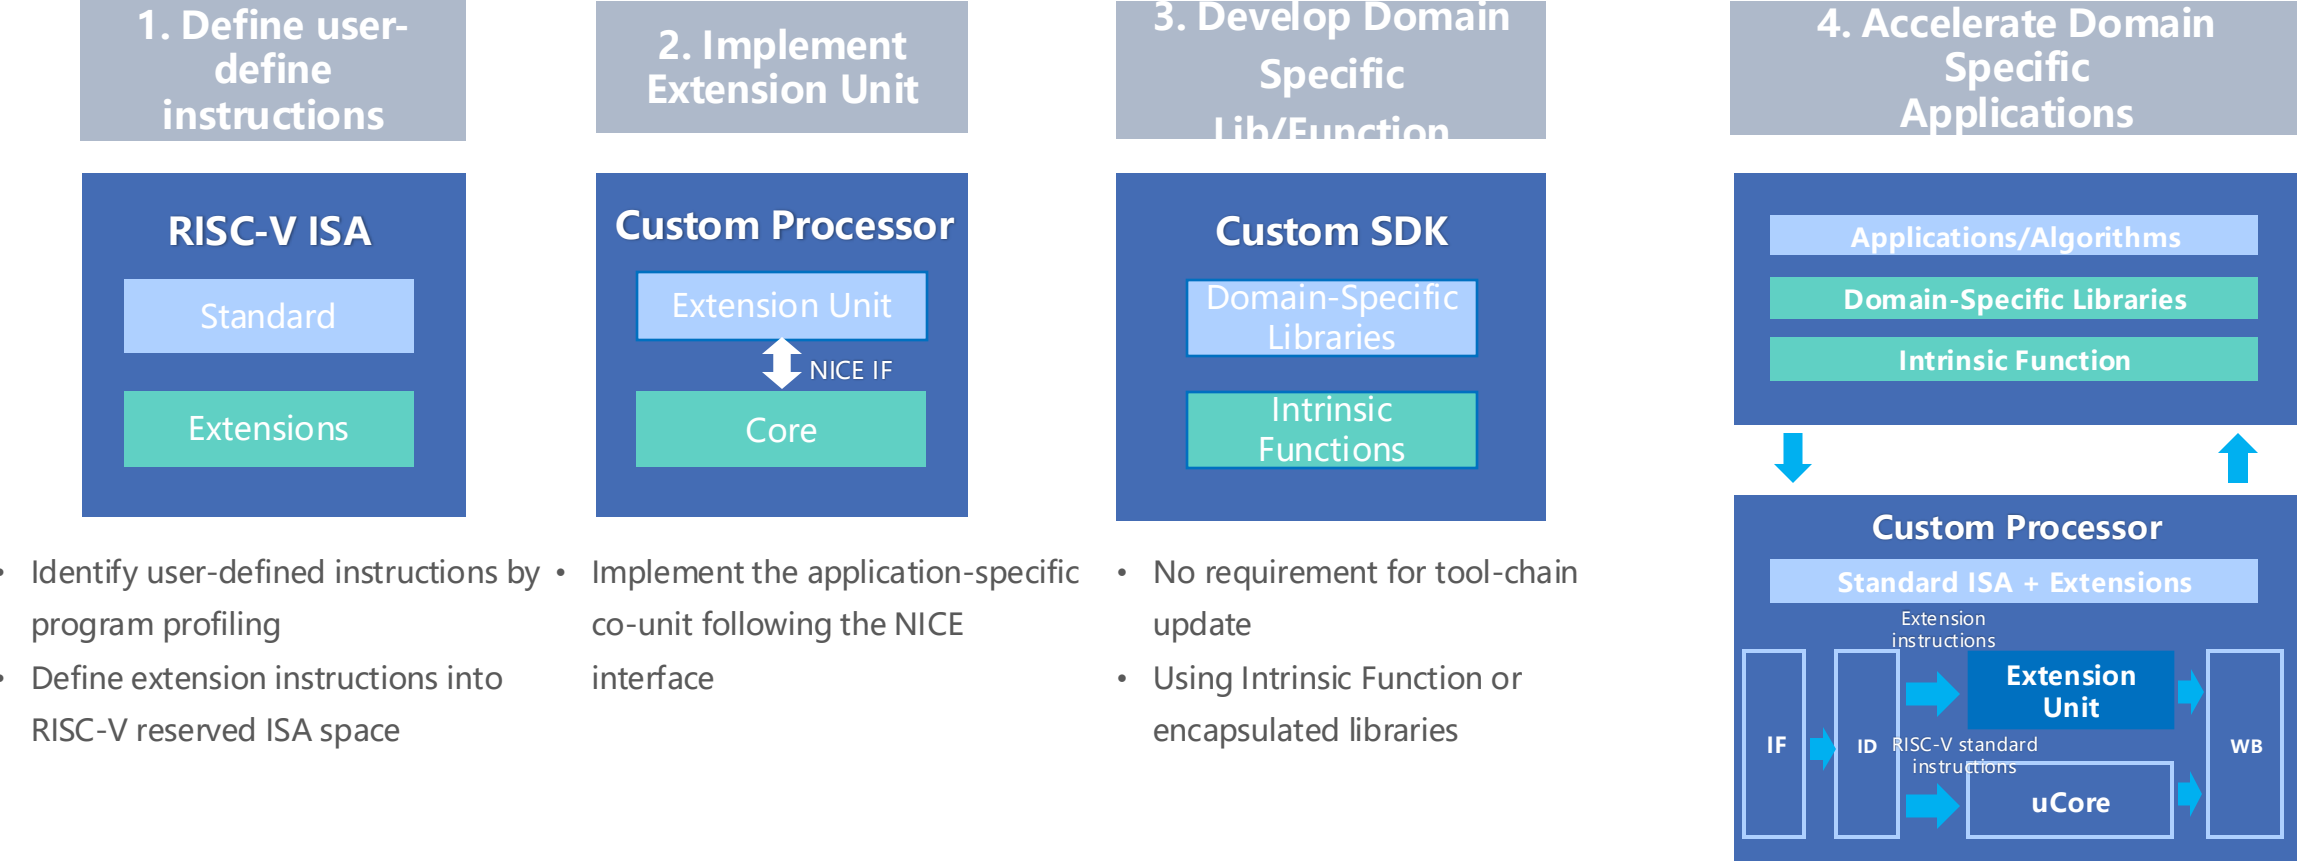 1. Define user-
define
instructions
RISC-V ISA
Standard
Extensions
• Identify user-defined instructions by
program profiling
• Define extension instructions into
RISC-V reserved ISA space
2. Implement
Extension Unit
Custom Processor
Extension Unit
NICE IF
Core
• Implement the application-specific
co-unit following the NICE
interface
3. Develop Domain
Specific
Lib/Function
Custom SDK
Domain-Specific
Libraries
Intrinsic
Functions
• No requirement for tool-chain
update
• Using Intrinsic Function or
encapsulated libraries
4. Accelerate Domain
Specific
Applications
Applications/Algorithms
Domain-Specific Libraries
Intrinsic Function
Custom Processor
Standard ISA + Extensions
Extension
instructions
Extension
Unit
IF
ID
RISC-V standard
instructions
WB
uCore